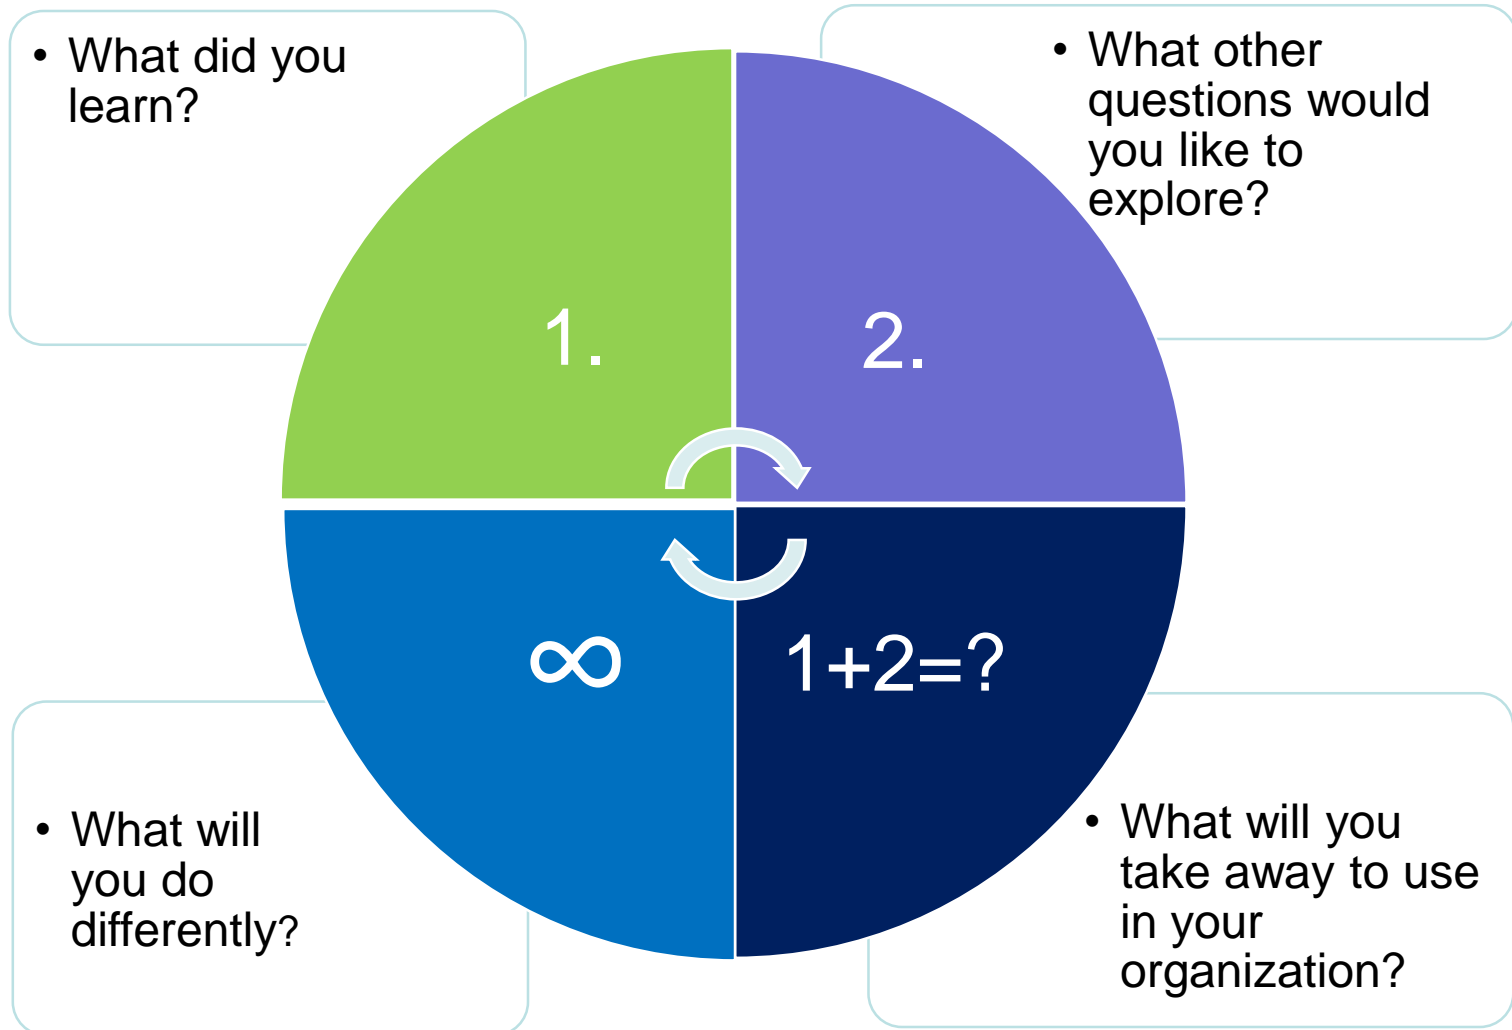 • What did you
learn?
• What other
questions would
you like to
explore?
1.
2.
∞
1+2=?
• What will
you do
differently?
• What will you
take away to use
in your
organization?